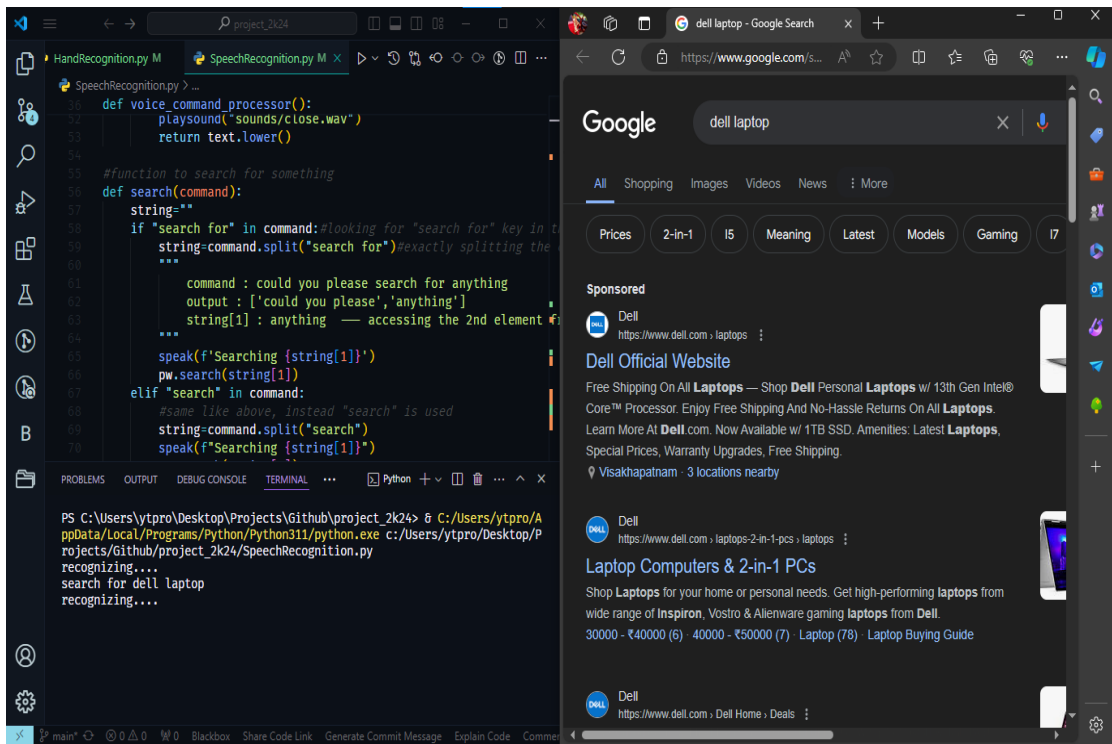 project_2k24
HandRecognition.py M
SpeechRecognition.py M
SpeechRecognition.py > ...
36 def voice_command_processor():
52 playsound("sounds/close.wav")
53 return text.lower()
54
55 #function to search for something
56 def search(command):
57 string=""
58 if "search for" in command:#looking for "search for" key in t
59 string=command.split("search for")#exactly splitting the
60 """
61 command : could you please search for anything
62 output : ['could you please','anything']
63 string[1] : anything —— accessing the 2nd element f
64 """
65 speak(f'Searching {string[1]}')
66 pw.search(string[1])
67 elif "search" in command:
68 #same like above, instead "search" is used
69 string=command.split("search")
70 speak(f"Searching {string[1]}")
PROBLEMS OUTPUT DEBUG CONSOLE TERMINAL ... Python
PS C:\Users\ytpro\Desktop\Projects\Github\project_2k24> & C:/Users/ytpro/A
ppData/Local/Programs/Python/Python311/python.exe c:/Users/ytpro/Desktop/P
rojects/Github/project_2k24/SpeechRecognition.py
recognizing....
search for dell laptop
recognizing....
4
B
main* 0 0 0 Blackbox Share Code Link Generate Commit Message Explain Code Commen
dell laptop - Google Search
https://www.google.com/s...
Google
dell laptop
All Shopping Images Videos News More
Prices 2-in-1 I5 Meaning Latest Models Gaming I7
Sponsored
Dell
https://www.dell.com › laptops
Dell Official Website
Free Shipping On All Laptops — Shop Dell Personal Laptops w/ 13th Gen Intel®
Core™ Processor. Enjoy Free Shipping And No-Hassle Returns On All Laptops.
Learn More At Dell.com. Now Available w/ 1TB SSD. Amenities: Latest Laptops,
Special Prices, Warranty Upgrades, Free Shipping.
Visakhapatnam · 3 locations nearby
Dell
https://www.dell.com › laptops-2-in-1-pcs › laptops
Laptop Computers & 2-in-1 PCs
Shop Laptops for your home or personal needs. Get high-performing laptops from
wide range of Inspiron, Vostro & Alienware gaming laptops from Dell.
30000 - ₹40000 (6) · 40000 - ₹50000 (7) · Laptop (78) · Laptop Buying Guide
Dell
https://www.dell.com › Dell Home › Deals